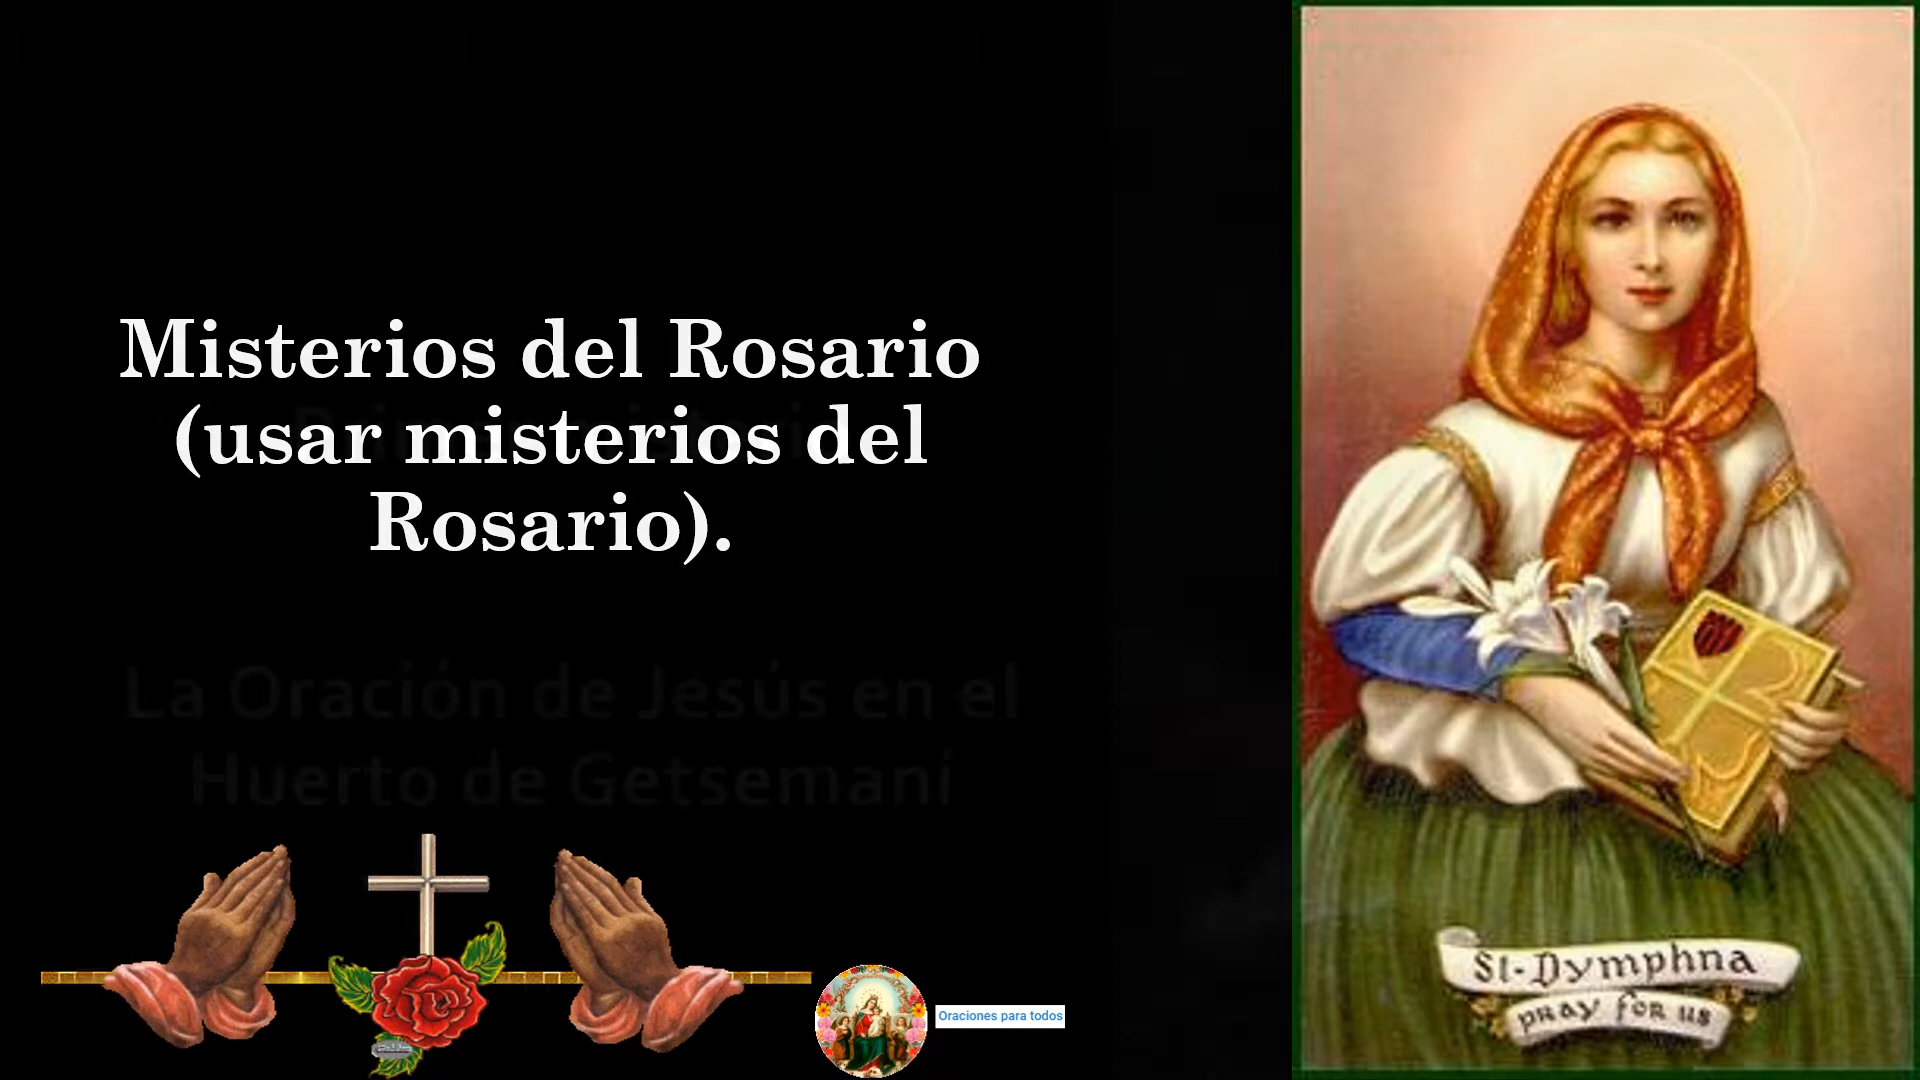 Misterios del Rosario
(usar misterios del
Rosario).
La Oración de Jesús en el
Huerto de Getsemaní
Oraciones para todos
St-Dymphna
pray for us